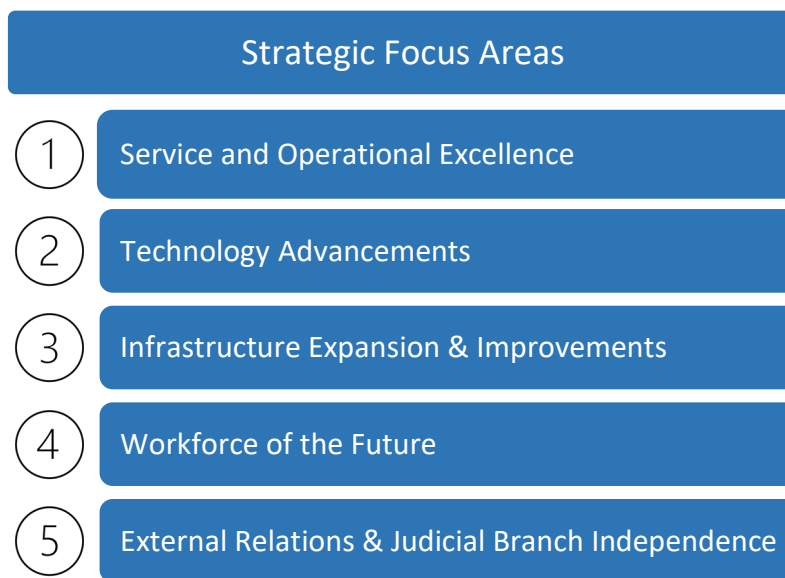 Strategic Focus Areas
1 Service and Operational Excellence
2 Technology Advancements
3 Infrastructure Expansion & Improvements
4 Workforce of the Future
5 External Relations & Judicial Branch Independence